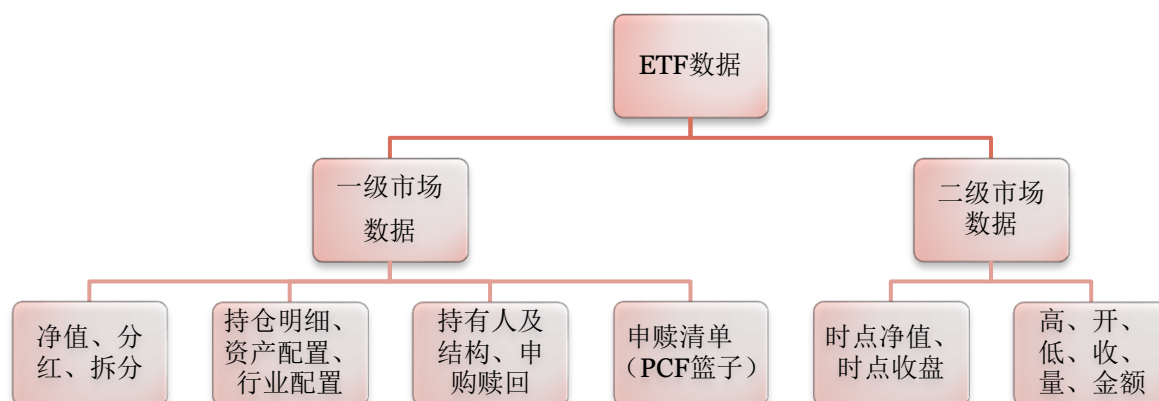 ETF数据
一级市场
数据
二级市场
数据
净值、分
红、拆分
持仓明细、
资产配置、
行业配置
持有人及
结构、申
购赎回
申赎清单
（PCF篮子）
时点净值、
时点收盘
高、开、
低、收、
量、金额